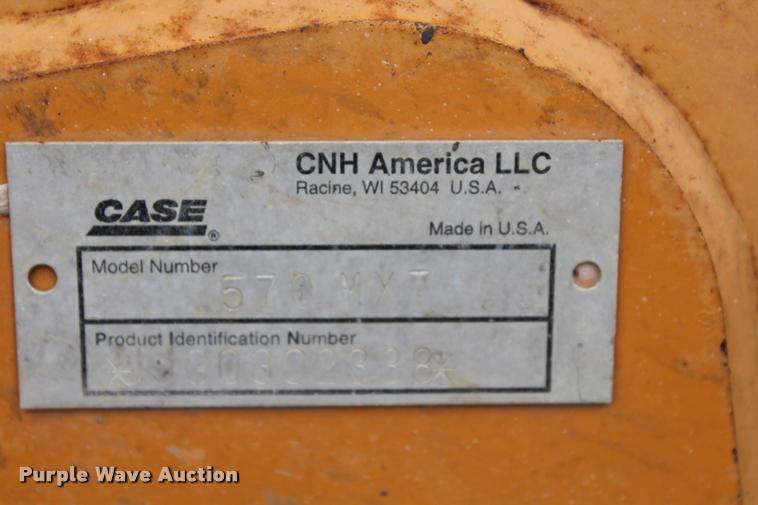 CNH America LLC
Racine, WI 53404 U.S.A.
CASE®
Made in U.S.A.
Model Number
570 MXT
Product Identification Number
Purple Wave Auction